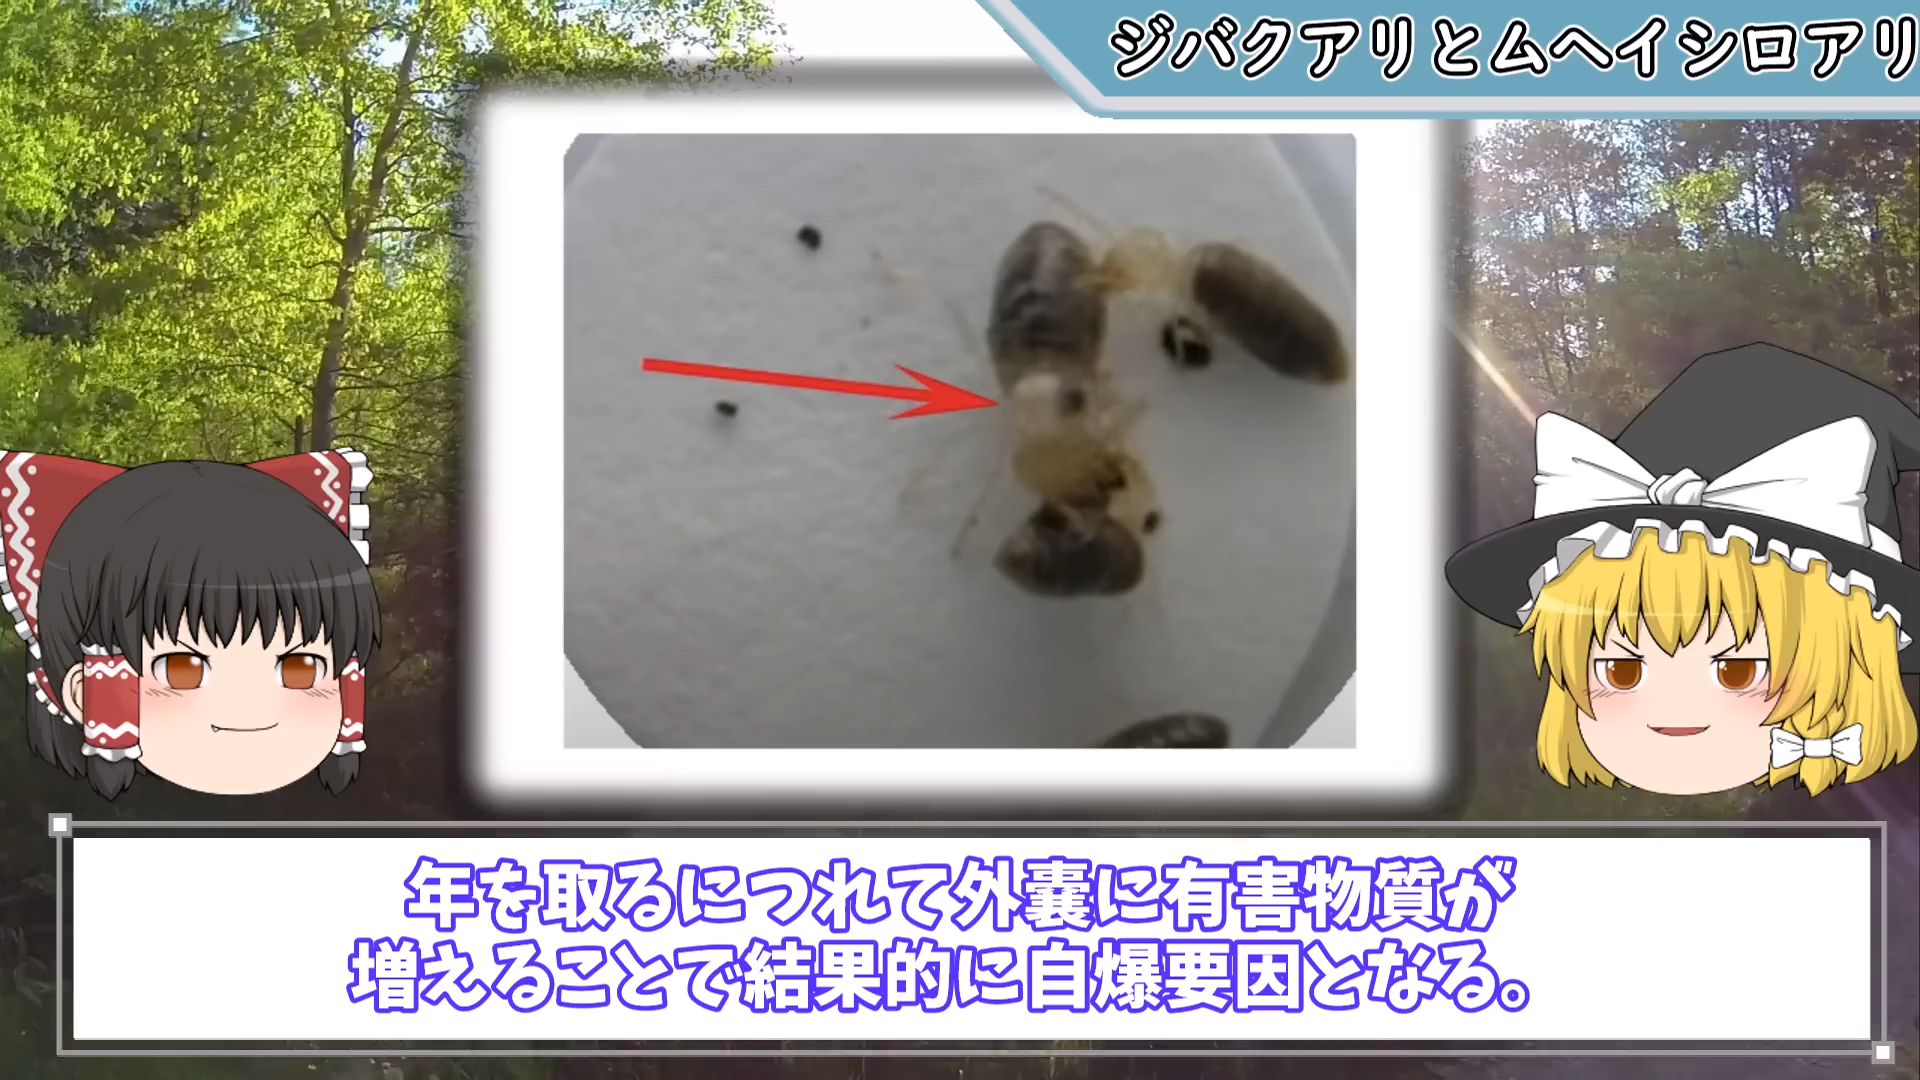 ジバクアリとムヘイシロアリ
年を取るにつれて外嚢に有害物質が
増えることで結果的に自爆要因となる。